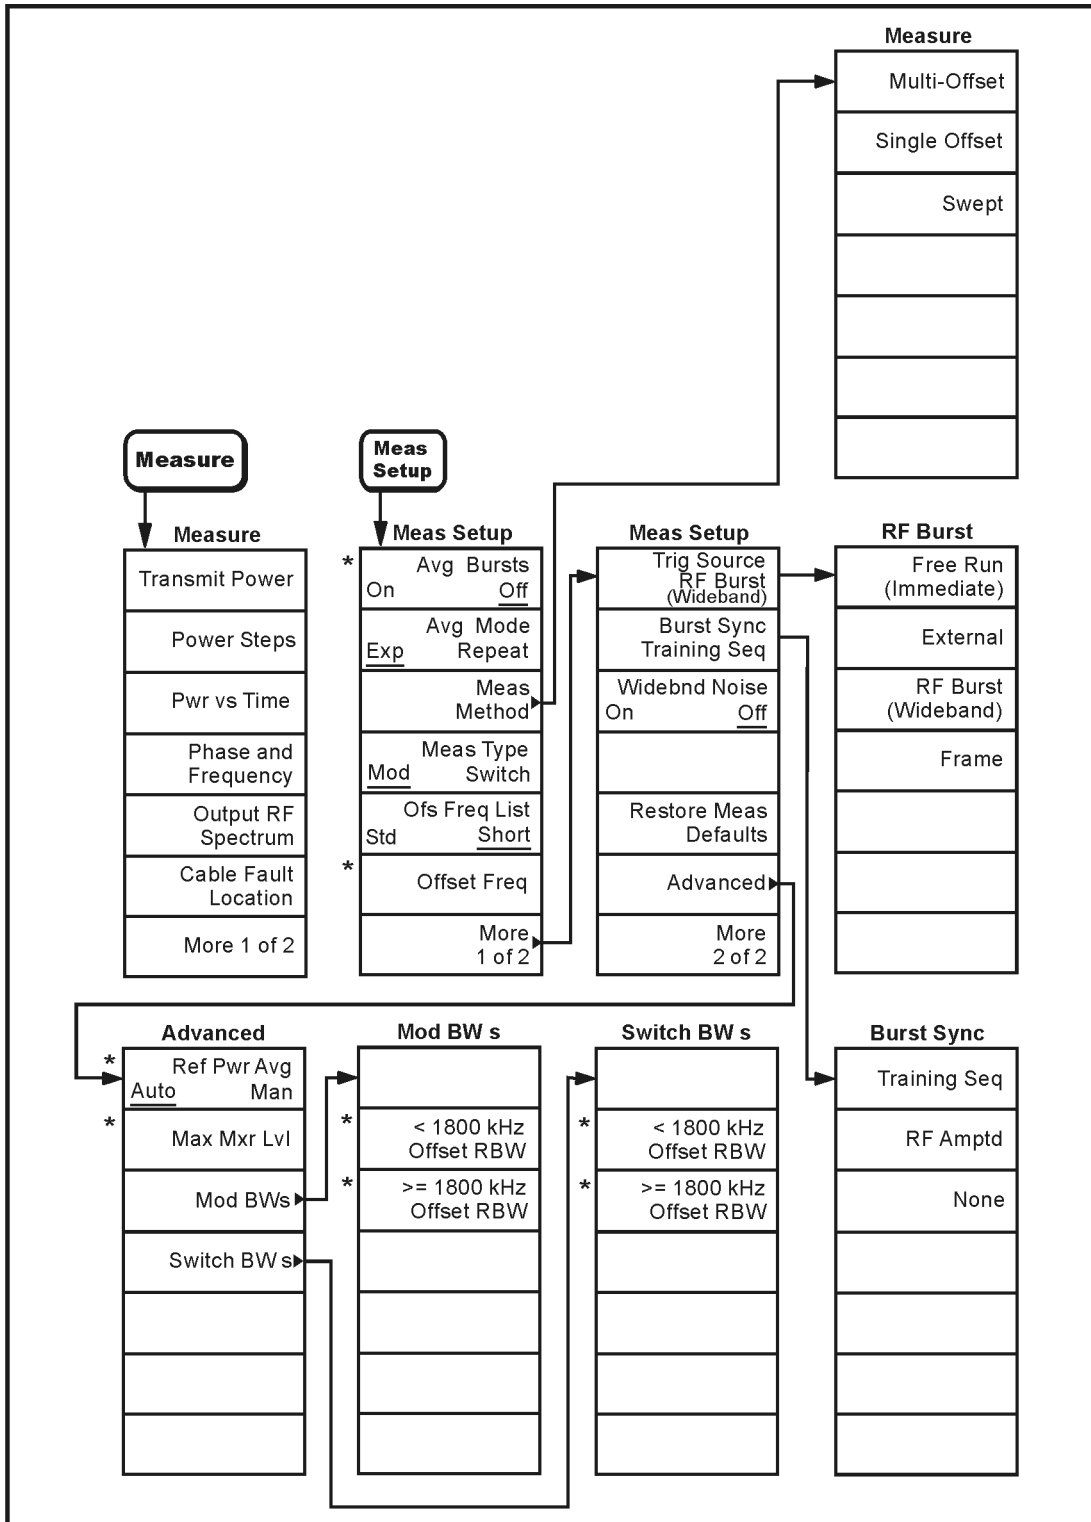 Measure
Multi-Offset
Single Offset
Swept
Measure
Meas
Setup
Measure
Transmit Power
Power Steps
Pwr vs Time
Phase and
Frequency
Output RF
Spectrum
Cable Fault
Location
More 1 of 2
Meas Setup
* Avg Bursts
On Off
Avg Mode
Exp Repeat
Meas
Method
Meas Type
Mod Switch
Ofs Freq List
Std Short
* Offset Freq
More
1 of 2
Meas Setup
Trig Source
RF Burst
(Wideband)
Burst Sync
Training Seq
Widebnd Noise
On Off
Restore Meas
Defaults
Advanced
More
2 of 2
RF Burst
Free Run
(Immediate)
External
RF Burst
(Wideband)
Frame
Advanced
* Ref Pwr Avg
Auto Man
* Max Mxr Lvl
Mod BWs
Switch BW s
Mod BW s
* < 1800 kHz
Offset RBW
* >= 1800 kHz
Offset RBW
Switch BW s
* < 1800 kHz
Offset RBW
* >= 1800 kHz
Offset RBW
Burst Sync
Training Seq
RF Amptd
None